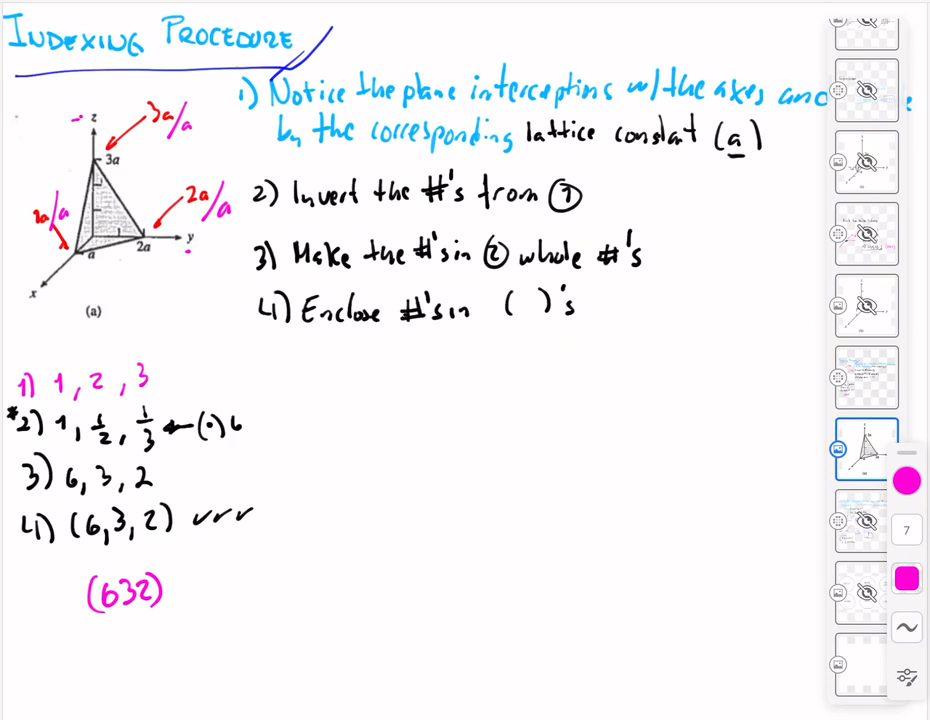 INDEXING PROCEDURE
1) Notice the plane interceptions w/the axes and
by the corresponding lattice constat (a)
2) Invert the #'s from ①
3) Make the #'s in ② whole #'s
4) Enclose #'s in ( )'s
z
3a/a
3a
2a/a
y
2a
a
x
(a)
1) 1, 2, 3
*2) 1, 1/2, 1/3 ← (·) 6
3) 6, 3, 2
4) (6, 3, 2) ✓✓✓
(632)
7